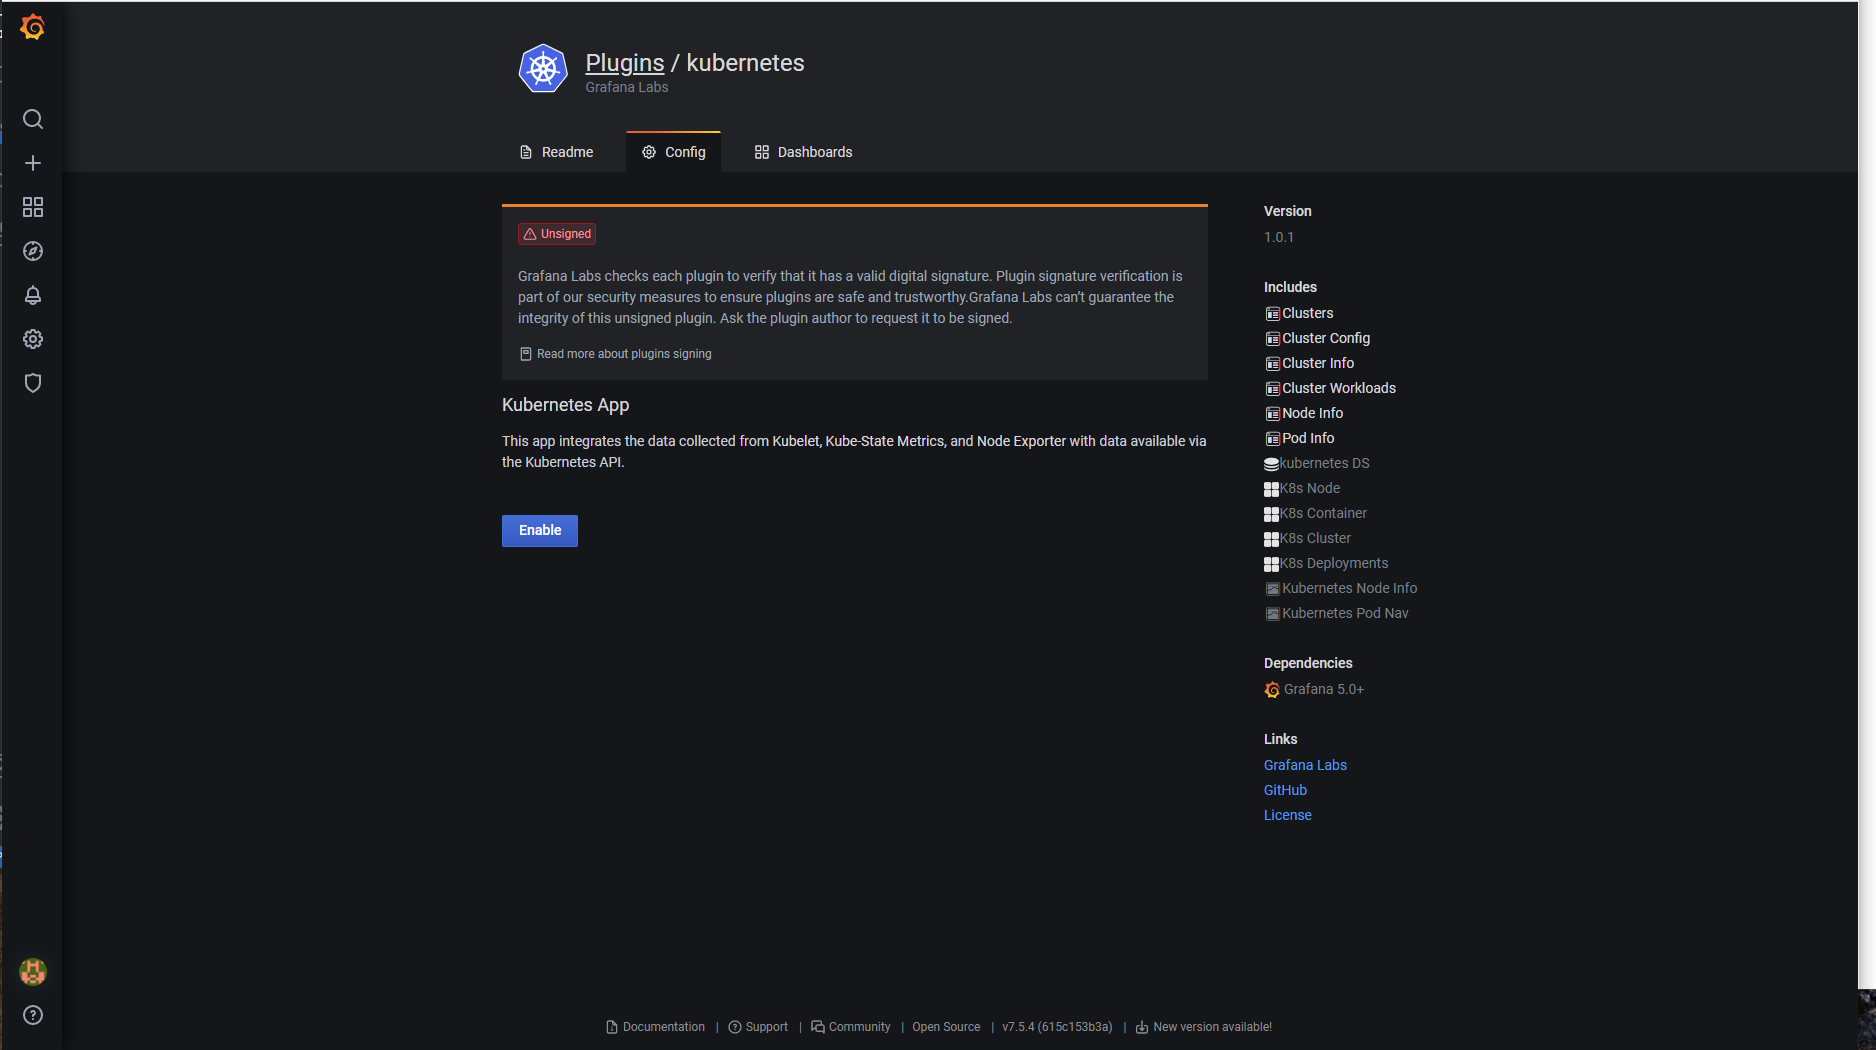 Plugins / kubernetes
Grafana Labs
Readme
Config
Dashboards
Unsigned
Grafana Labs checks each plugin to verify that it has a valid digital signature. Plugin signature verification is
part of our security measures to ensure plugins are safe and trustworthy.Grafana Labs can't guarantee the
integrity of this unsigned plugin. Ask the plugin author to request it to be signed.
Read more about plugins signing
Kubernetes App
This app integrates the data collected from Kubelet, Kube-State Metrics, and Node Exporter with data available via
the Kubernetes API.
Enable
Version
1.0.1
Includes
Clusters
Cluster Config
Cluster Info
Cluster Workloads
Node Info
Pod Info
kubernetes DS
K8s Node
K8s Container
K8s Cluster
K8s Deployments
Kubernetes Node Info
Kubernetes Pod Nav
Dependencies
Grafana 5.0+
Links
Grafana Labs
GitHub
License
Documentation | Support | Community | Open Source | v7.5.4 (615c153b3a) | New version available!